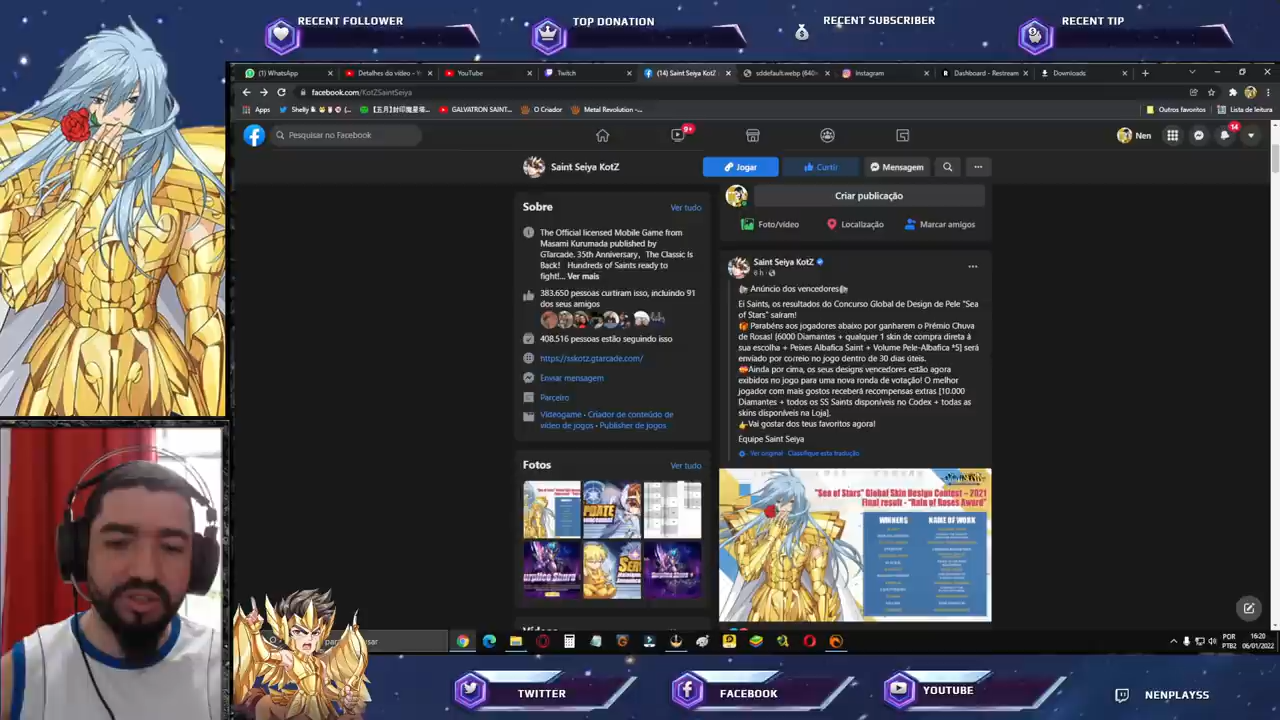 RECENT FOLLOWER
TOP DONATION
RECENT SUBSCRIBER
RECENT TIP
(1) WhatsApp
Detalhes do vídeo - Y
YouTube
Twitch
(14) Saint Seiya KotZ
sddefault.webp (640×
Instagram
Dashboard - Restream
Downloads
facebook.com/KotZSaintSeiya
Apps
GALVATRON SAINT...
O Criador
Metal Revolution -...
Outros favoritos
Lista de leitura
Pesquisar no Facebook
9+
Nen
14
Saint Seiya KotZ
Jogar
Curtir
Mensagem
Sobre
Ver tudo
The Official licensed Mobile Game from
Masami Kurumada published by
GTarcade. 35th Anniversary, The Classic Is
Back! Hundreds of Saints ready to
fight!... Ver mais
383.650 pessoas curtiram isso, incluindo 91
dos seus amigos
408.516 pessoas estão seguindo isso
https://sskotz.gtarcade.com/
Enviar mensagem
Parceiro
Videogame · Criador de conteúdo de
vídeo de jogos · Publisher de jogos
Fotos
Ver tudo
Criar publicação
Foto/vídeo
Localização
Marcar amigos
Saint Seiya KotZ
6 h
Anúncio dos vencedores
Ei Saints, os resultados do Concurso Global de Design de Pele "Sea
of Stars" saíram!
Parabéns aos jogadores abaixo por ganharem o Prêmio Chuva
de Rosas! [6000 Diamantes + qualquer 1 skin de compra direta à
sua escolha + Peixes Albafica Saint + Volume Pele-Albafica *5] será
enviado por correio no jogo dentro de 30 dias úteis.
Ainda por cima, os seus designs vencedores estão agora
exibidos no jogo para uma nova ronda de votação! O melhor
jogador com mais gostos receberá recompensas extras [10.000
Diamantes + todos os SS Saints disponíveis no Codex + todas as
skins disponíveis na Loja].
Vai gostar dos teus favoritos agora!
Equipe Saint Seiya
Ver original · Classifique esta tradução
"Sea of Stars" Global Skin Design Contest – 2021
Final result - "Rain of Roses Award"
WINNERS
NAME OF WORK
POR
PTB2
16:20
06/01/2022
TWITTER
FACEBOOK
YOUTUBE
NENPLAYSS